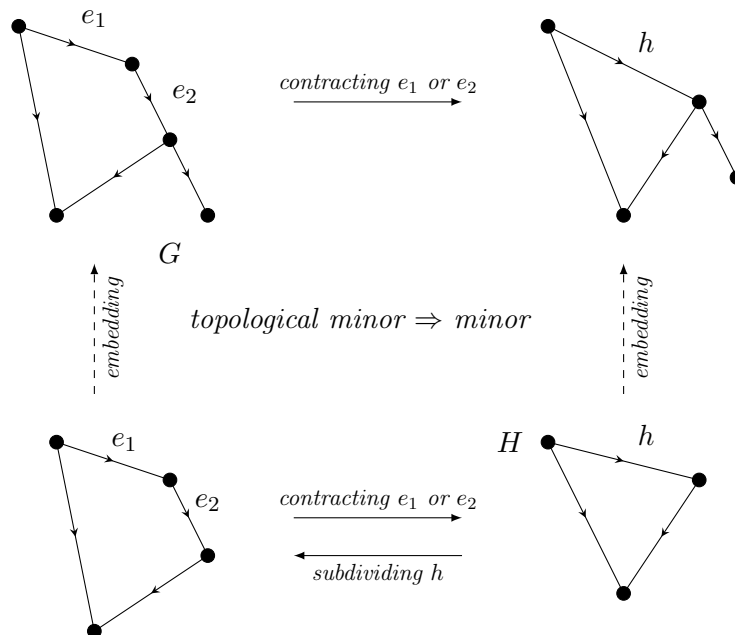 e₁
h
e₂
contracting e₁ or e₂
G
embedding
topological minor ⇒ minor
embedding
e₁
H
h
e₂
contracting e₁ or e₂
subdividing h